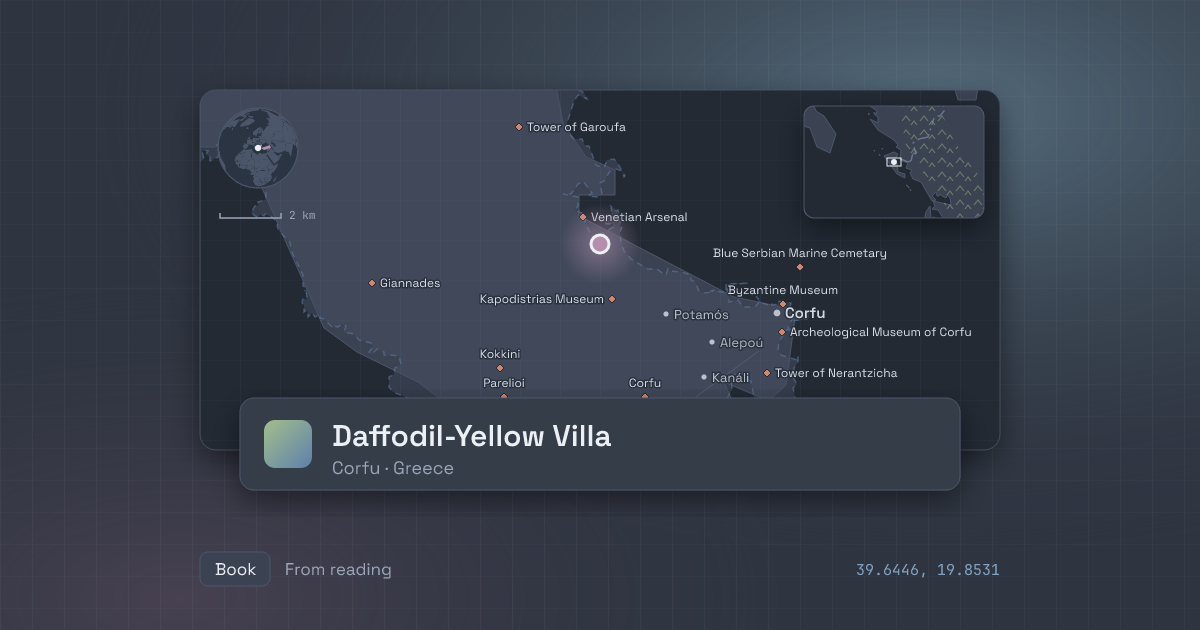 Tower of Garoufa
2 km
Venetian Arsenal
Blue Serbian Marine Cemetary
Giannades
Byzantine Museum
Kapodistrias Museum
Potamós
Corfu
Archeological Museum of Corfu
Alepoú
Kokkini
Kanáli
Tower of Nerantzicha
Parelioi
Corfu
Daffodil-Yellow Villa
Corfu · Greece
Book
From reading
39.6446, 19.8531